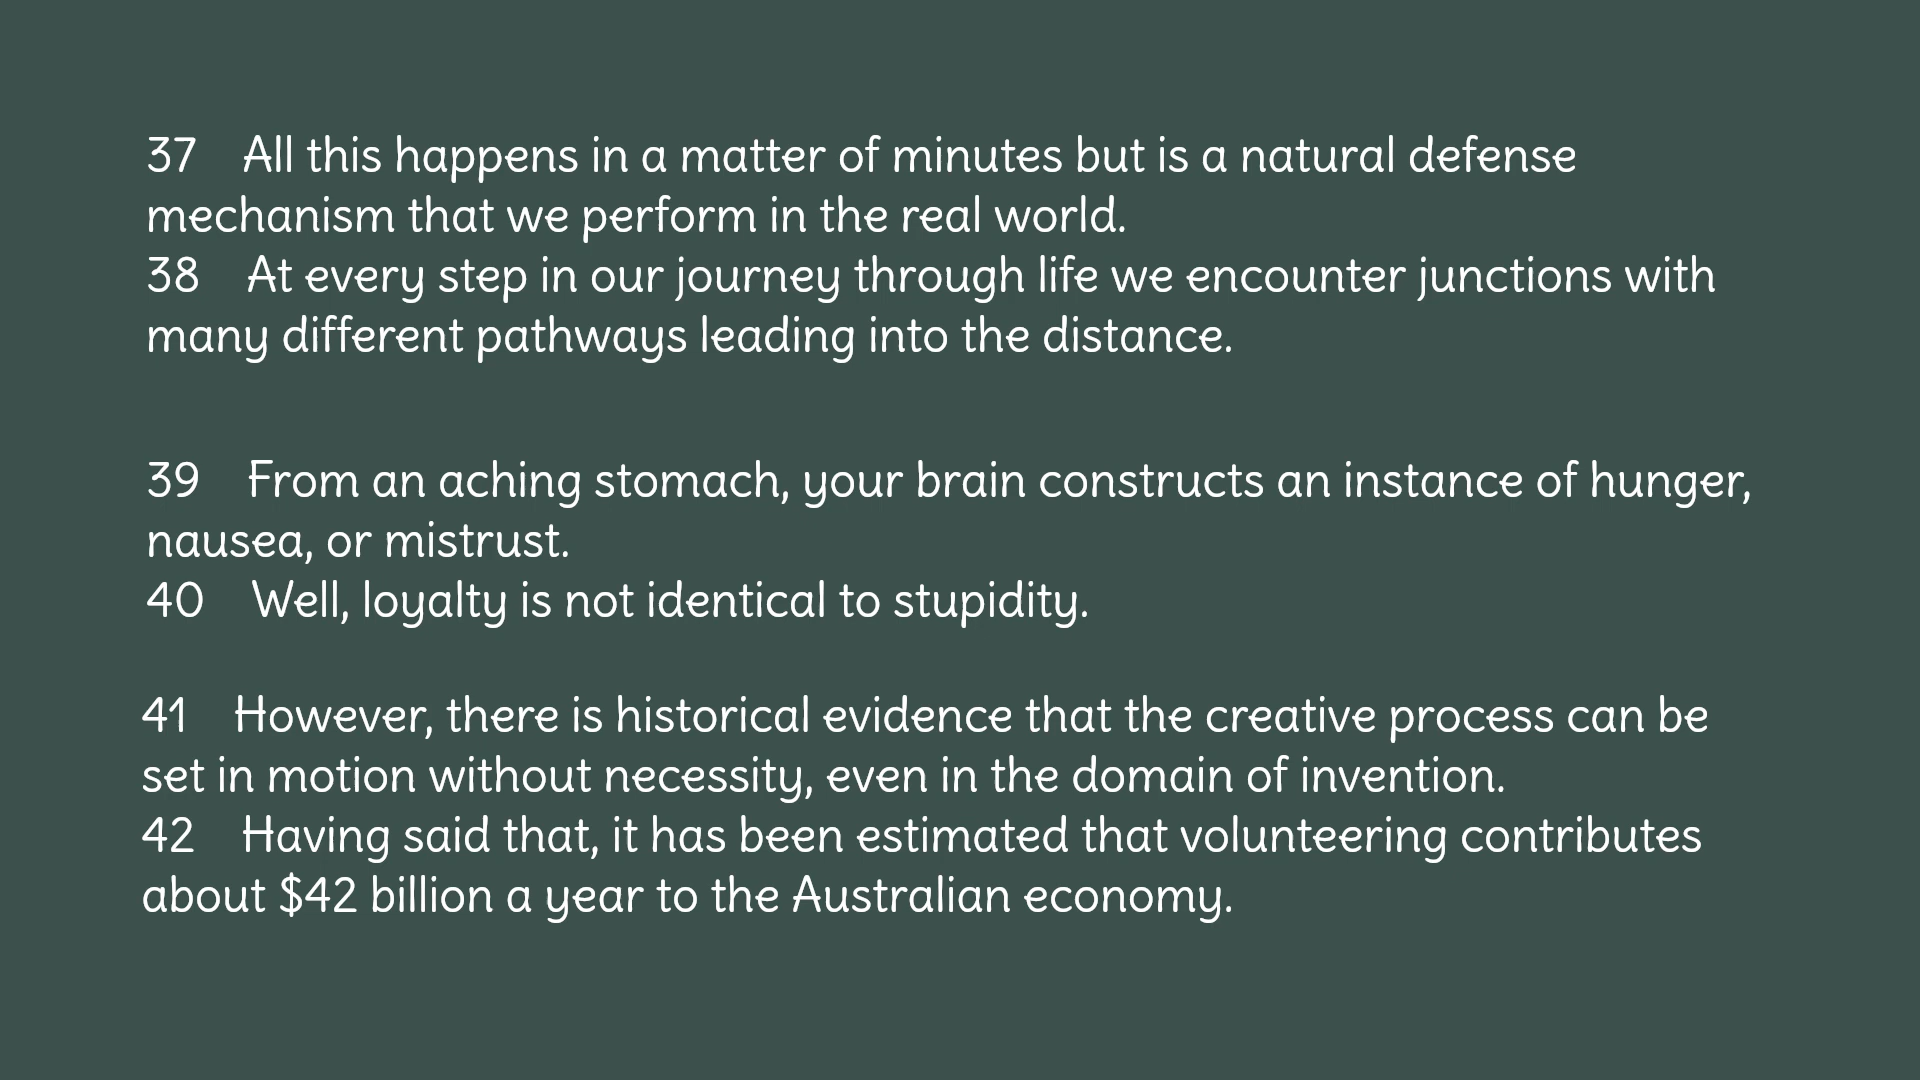 37 All this happens in a matter of minutes but is a natural defense
mechanism that we perform in the real world.
38 At every step in our journey through life we encounter junctions with
many different pathways leading into the distance.
39 From an aching stomach, your brain constructs an instance of hunger,
nausea, or mistrust.
40 Well, loyalty is not identical to stupidity.
41 However, there is historical evidence that the creative process can be
set in motion without necessity, even in the domain of invention.
42 Having said that, it has been estimated that volunteering contributes
about $42 billion a year to the Australian economy.